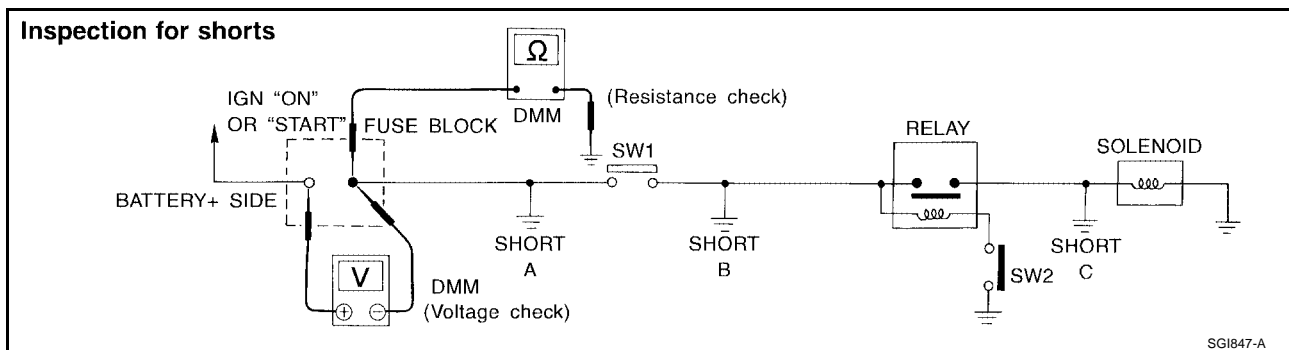 Inspection for shorts
Ω
IGN “ON”
OR “START”
FUSE BLOCK
DMM
(Resistance check)
SW1
RELAY
SOLENOID
BATTERY+ SIDE
SHORT
A
SHORT
B
SHORT
C
SW2
V
+ −
DMM
(Voltage check)
SGI847-A